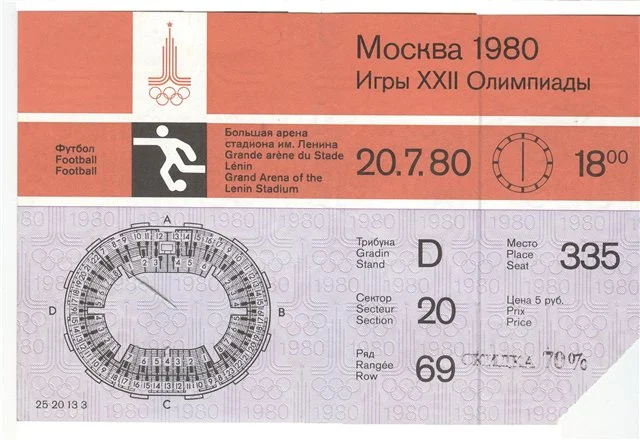 Москва 1980
Игры XXII Олимпиады
Футбол
Football
Football
Большая арена
стадиона им. Ленина
Grande arène du Stade
Lénin
Grand Arena of the
Lenin Stadium
20.7.80
18⁰⁰
A
B
C
D
Трибуна
Gradin
Stand
D
Место
Place
Seat
335
Сектор
Secteur
Section
20
Цена 5 руб.
Prix
Price
Ряд
Rangée
Row
69
СКИДКА 70%
25 20 13 3